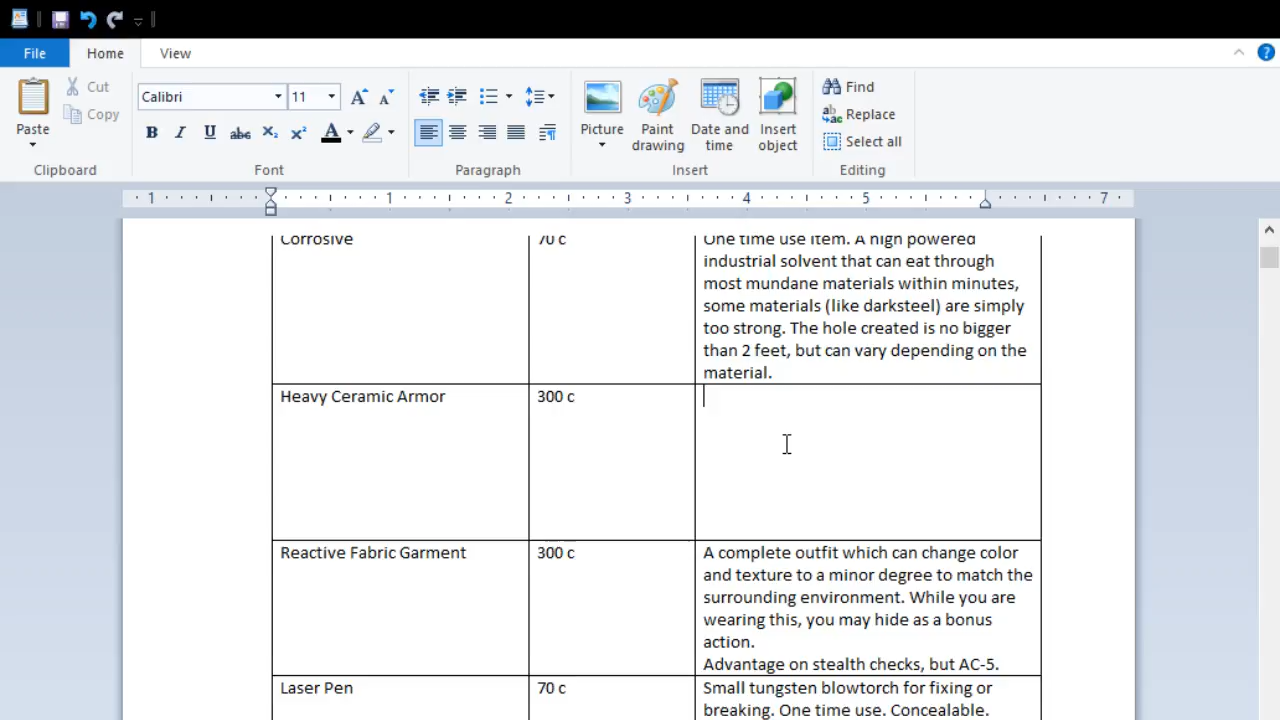 File Home View
Paste
Cut
Copy
Clipboard
Calibri 11
B I U abc X₂ X² A
Font
Paragraph
Picture
Paint drawing
Date and time
Insert object
Insert
Find
Replace
Select all
Editing
1 1 2 3 4 5 7
Corrosive 70 c One time use item. A high powered
industrial solvent that can eat through
most mundane materials within minutes,
some materials (like darksteel) are simply
too strong. The hole created is no bigger
than 2 feet, but can vary depending on the
material.
Heavy Ceramic Armor 300 c
Reactive Fabric Garment 300 c A complete outfit which can change color
and texture to a minor degree to match the
surrounding environment. While you are
wearing this, you may hide as a bonus
action.
Advantage on stealth checks, but AC-5.
Laser Pen 70 c Small tungsten blowtorch for fixing or
breaking. One time use. Concealable.